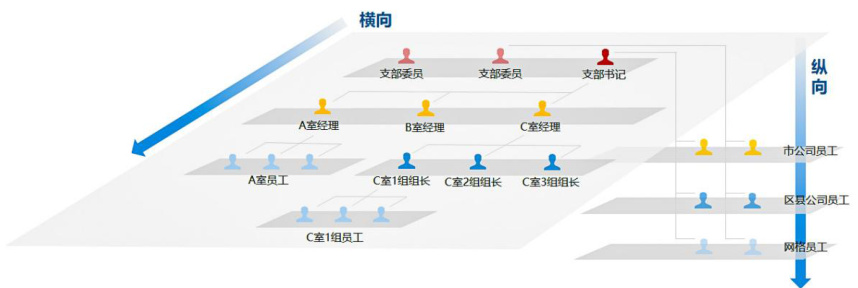 横向
纵向
支部委员 支部委员 支部书记
A室经理 B室经理 C室经理
市公司员工
A室员工 C室1组组长 C室2组组长 C室3组组长
区县公司员工
C室1组员工
网格员工